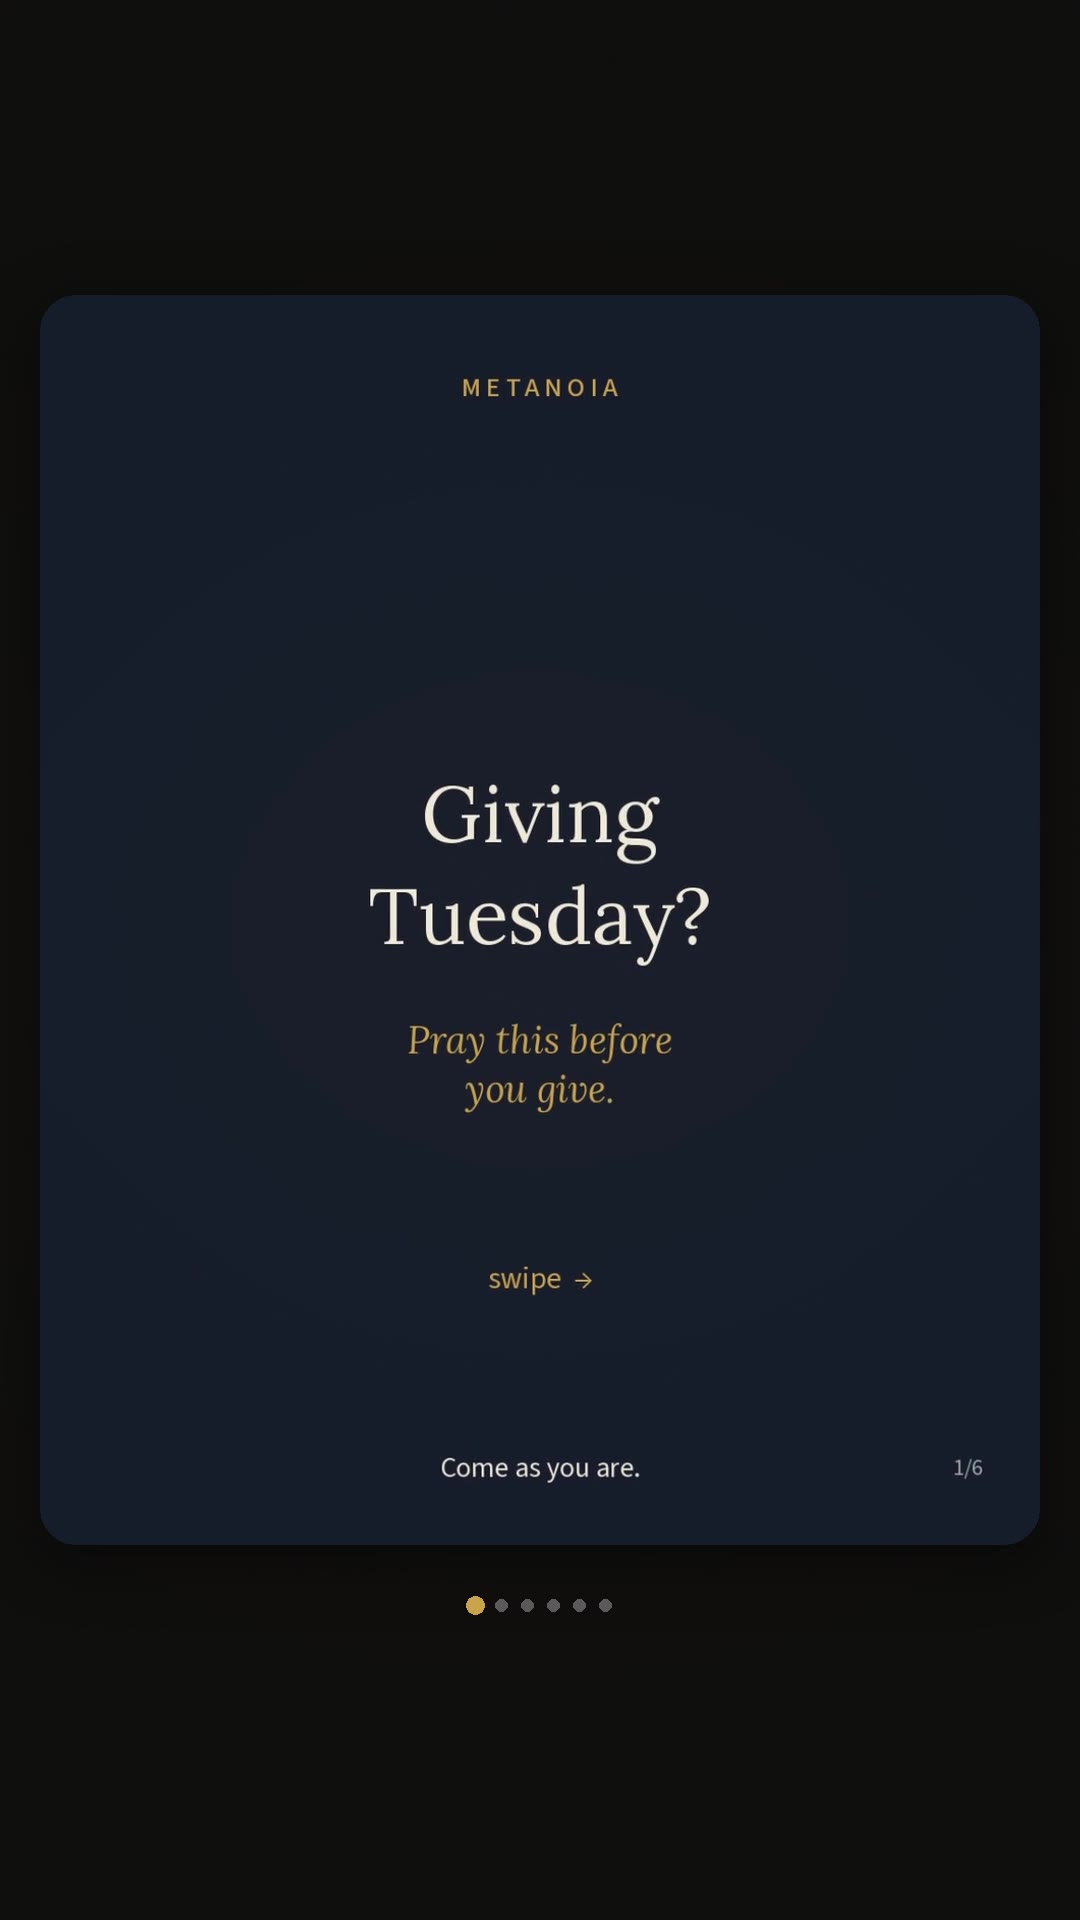 METANOIA
Giving
Tuesday?
Pray this before
you give.
swipe →
Come as you are.
1/6